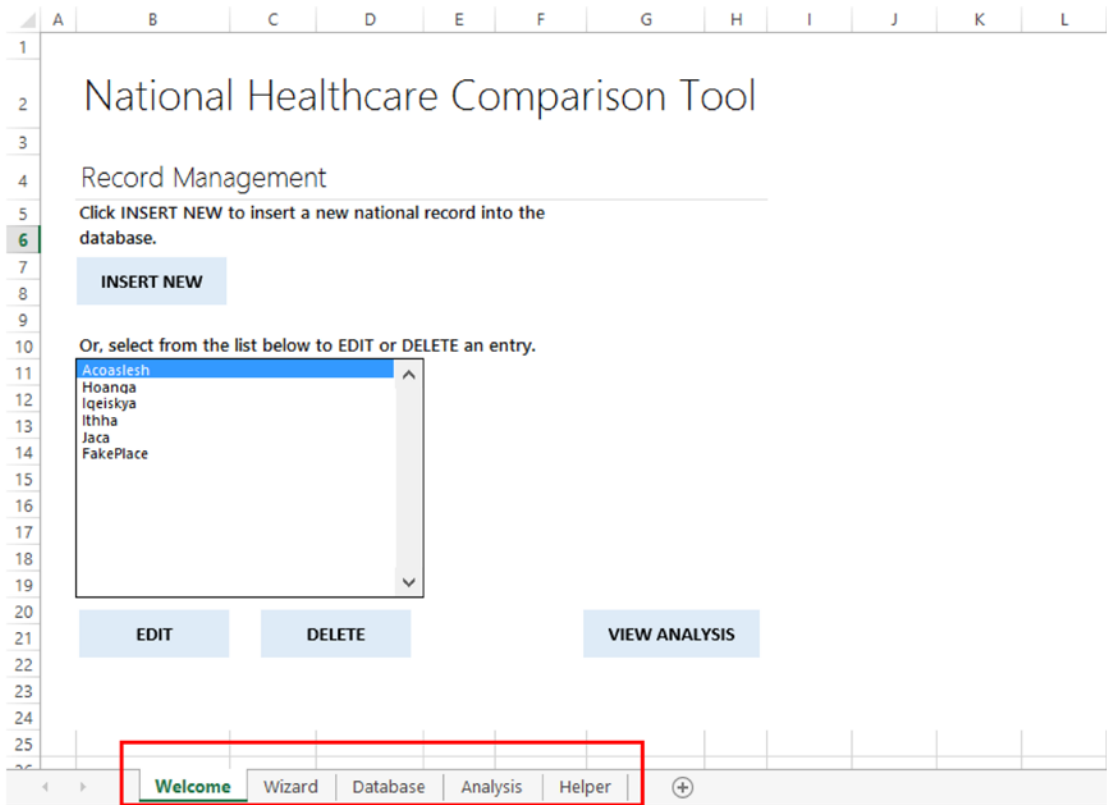 A B C D E F G H I J K L
1
2 National Healthcare Comparison Tool
3
4 Record Management
5 Click INSERT NEW to insert a new national record into the
6 database.
7
INSERT NEW
8
9
10 Or, select from the list below to EDIT or DELETE an entry.
11 Acoaslesh
Hoanga
12 Iqeiskya
13 Ithha
Jaca
14 FakePlace
15
16
17
18
19
20
21 EDIT DELETE VIEW ANALYSIS
22
23
24
25
26
Welcome Wizard Database Analysis Helper